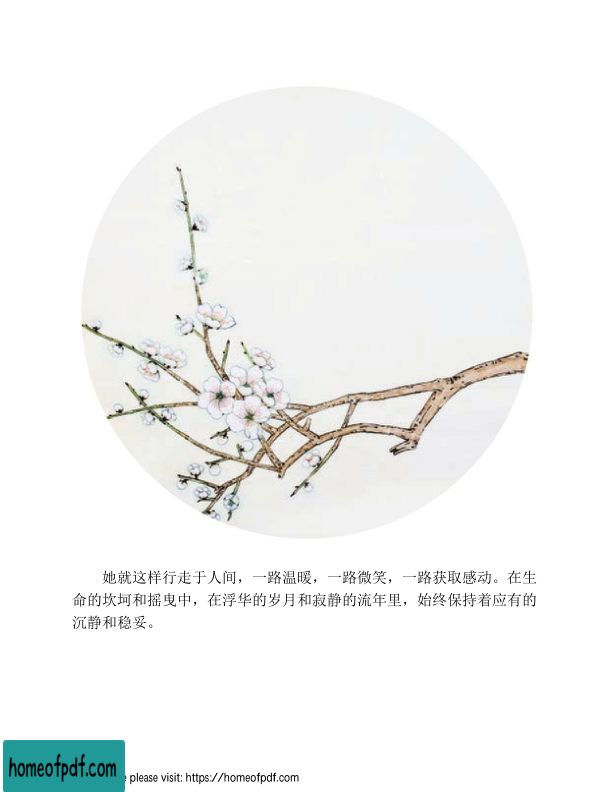 她就这样行走于人间，一路温暖，一路微笑，一路获取感动。在生
命的坎坷和摇曳中，在浮华的岁月和寂静的流年里，始终保持着应有的
沉静和稳妥。
homeofpdf.com
please visit: https://homeofpdf.com